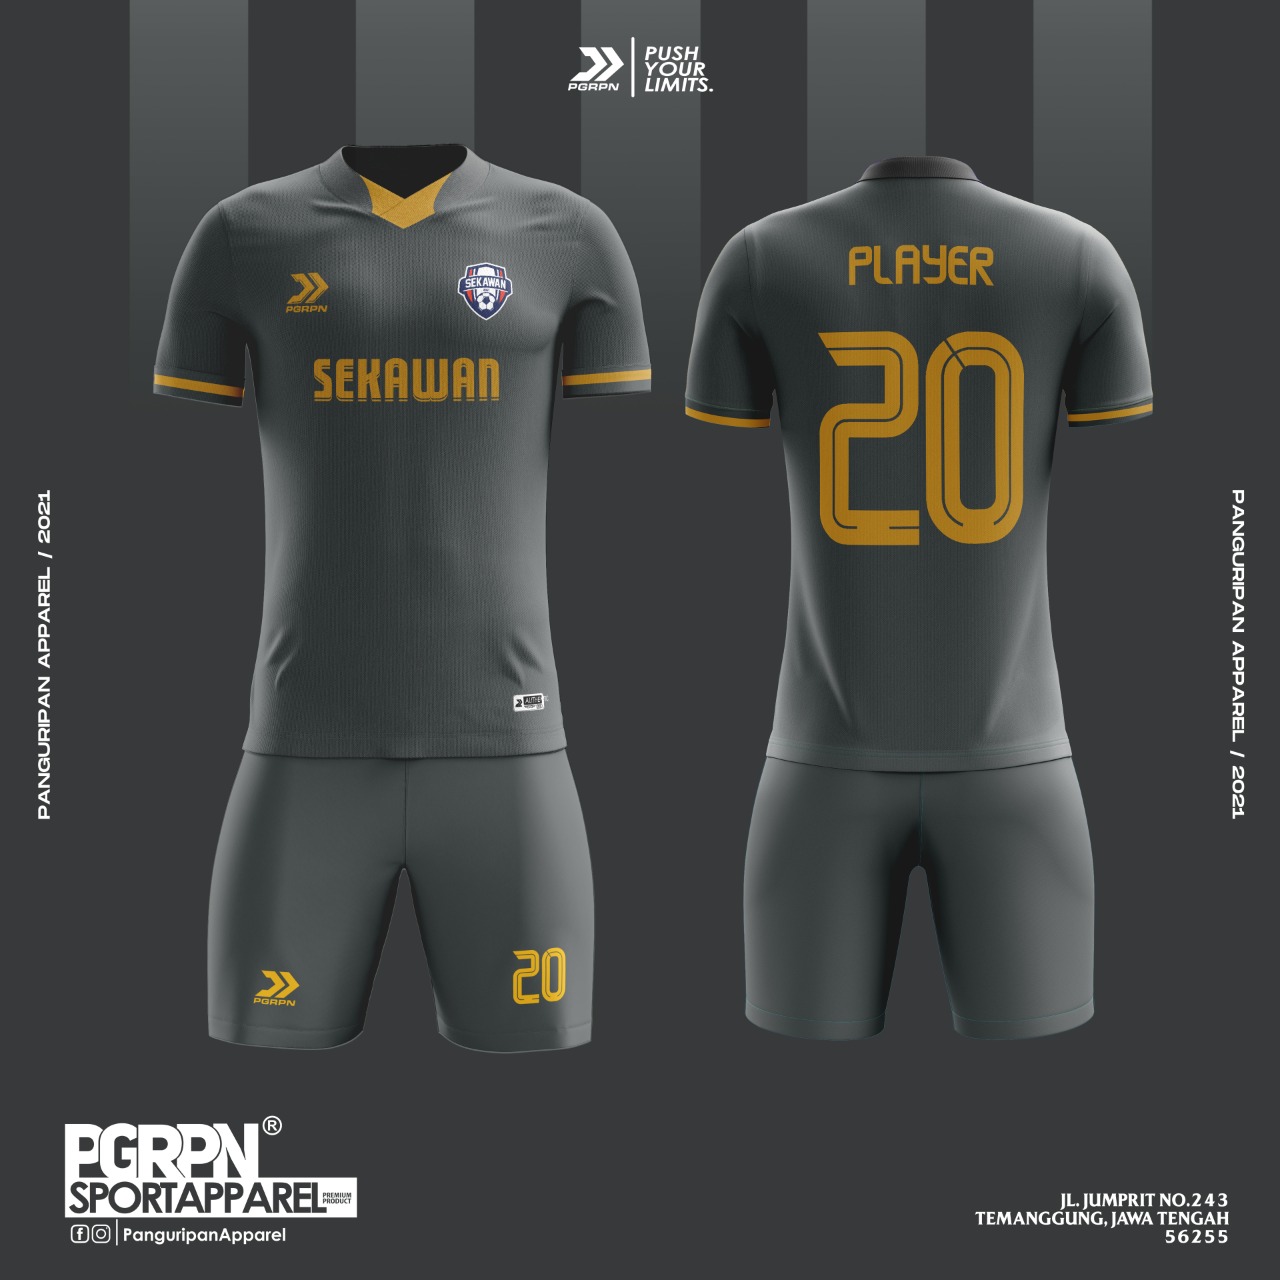 PUSH
YOUR
LIMITS.
PGRPN
PGRPN
SEKAWAN
SEKAWAN
PLAYER
20
PANGURIPAN APPAREL / 2021
PANGURIPAN APPAREL / 2021
PGRPN
20
PGRPN®
SPORTAPPAREL PREMIUM PRODUCT
PanguripanApparel
JL. JUMPRIT NO.243
TEMANGGUNG, JAWA TENGAH
56255